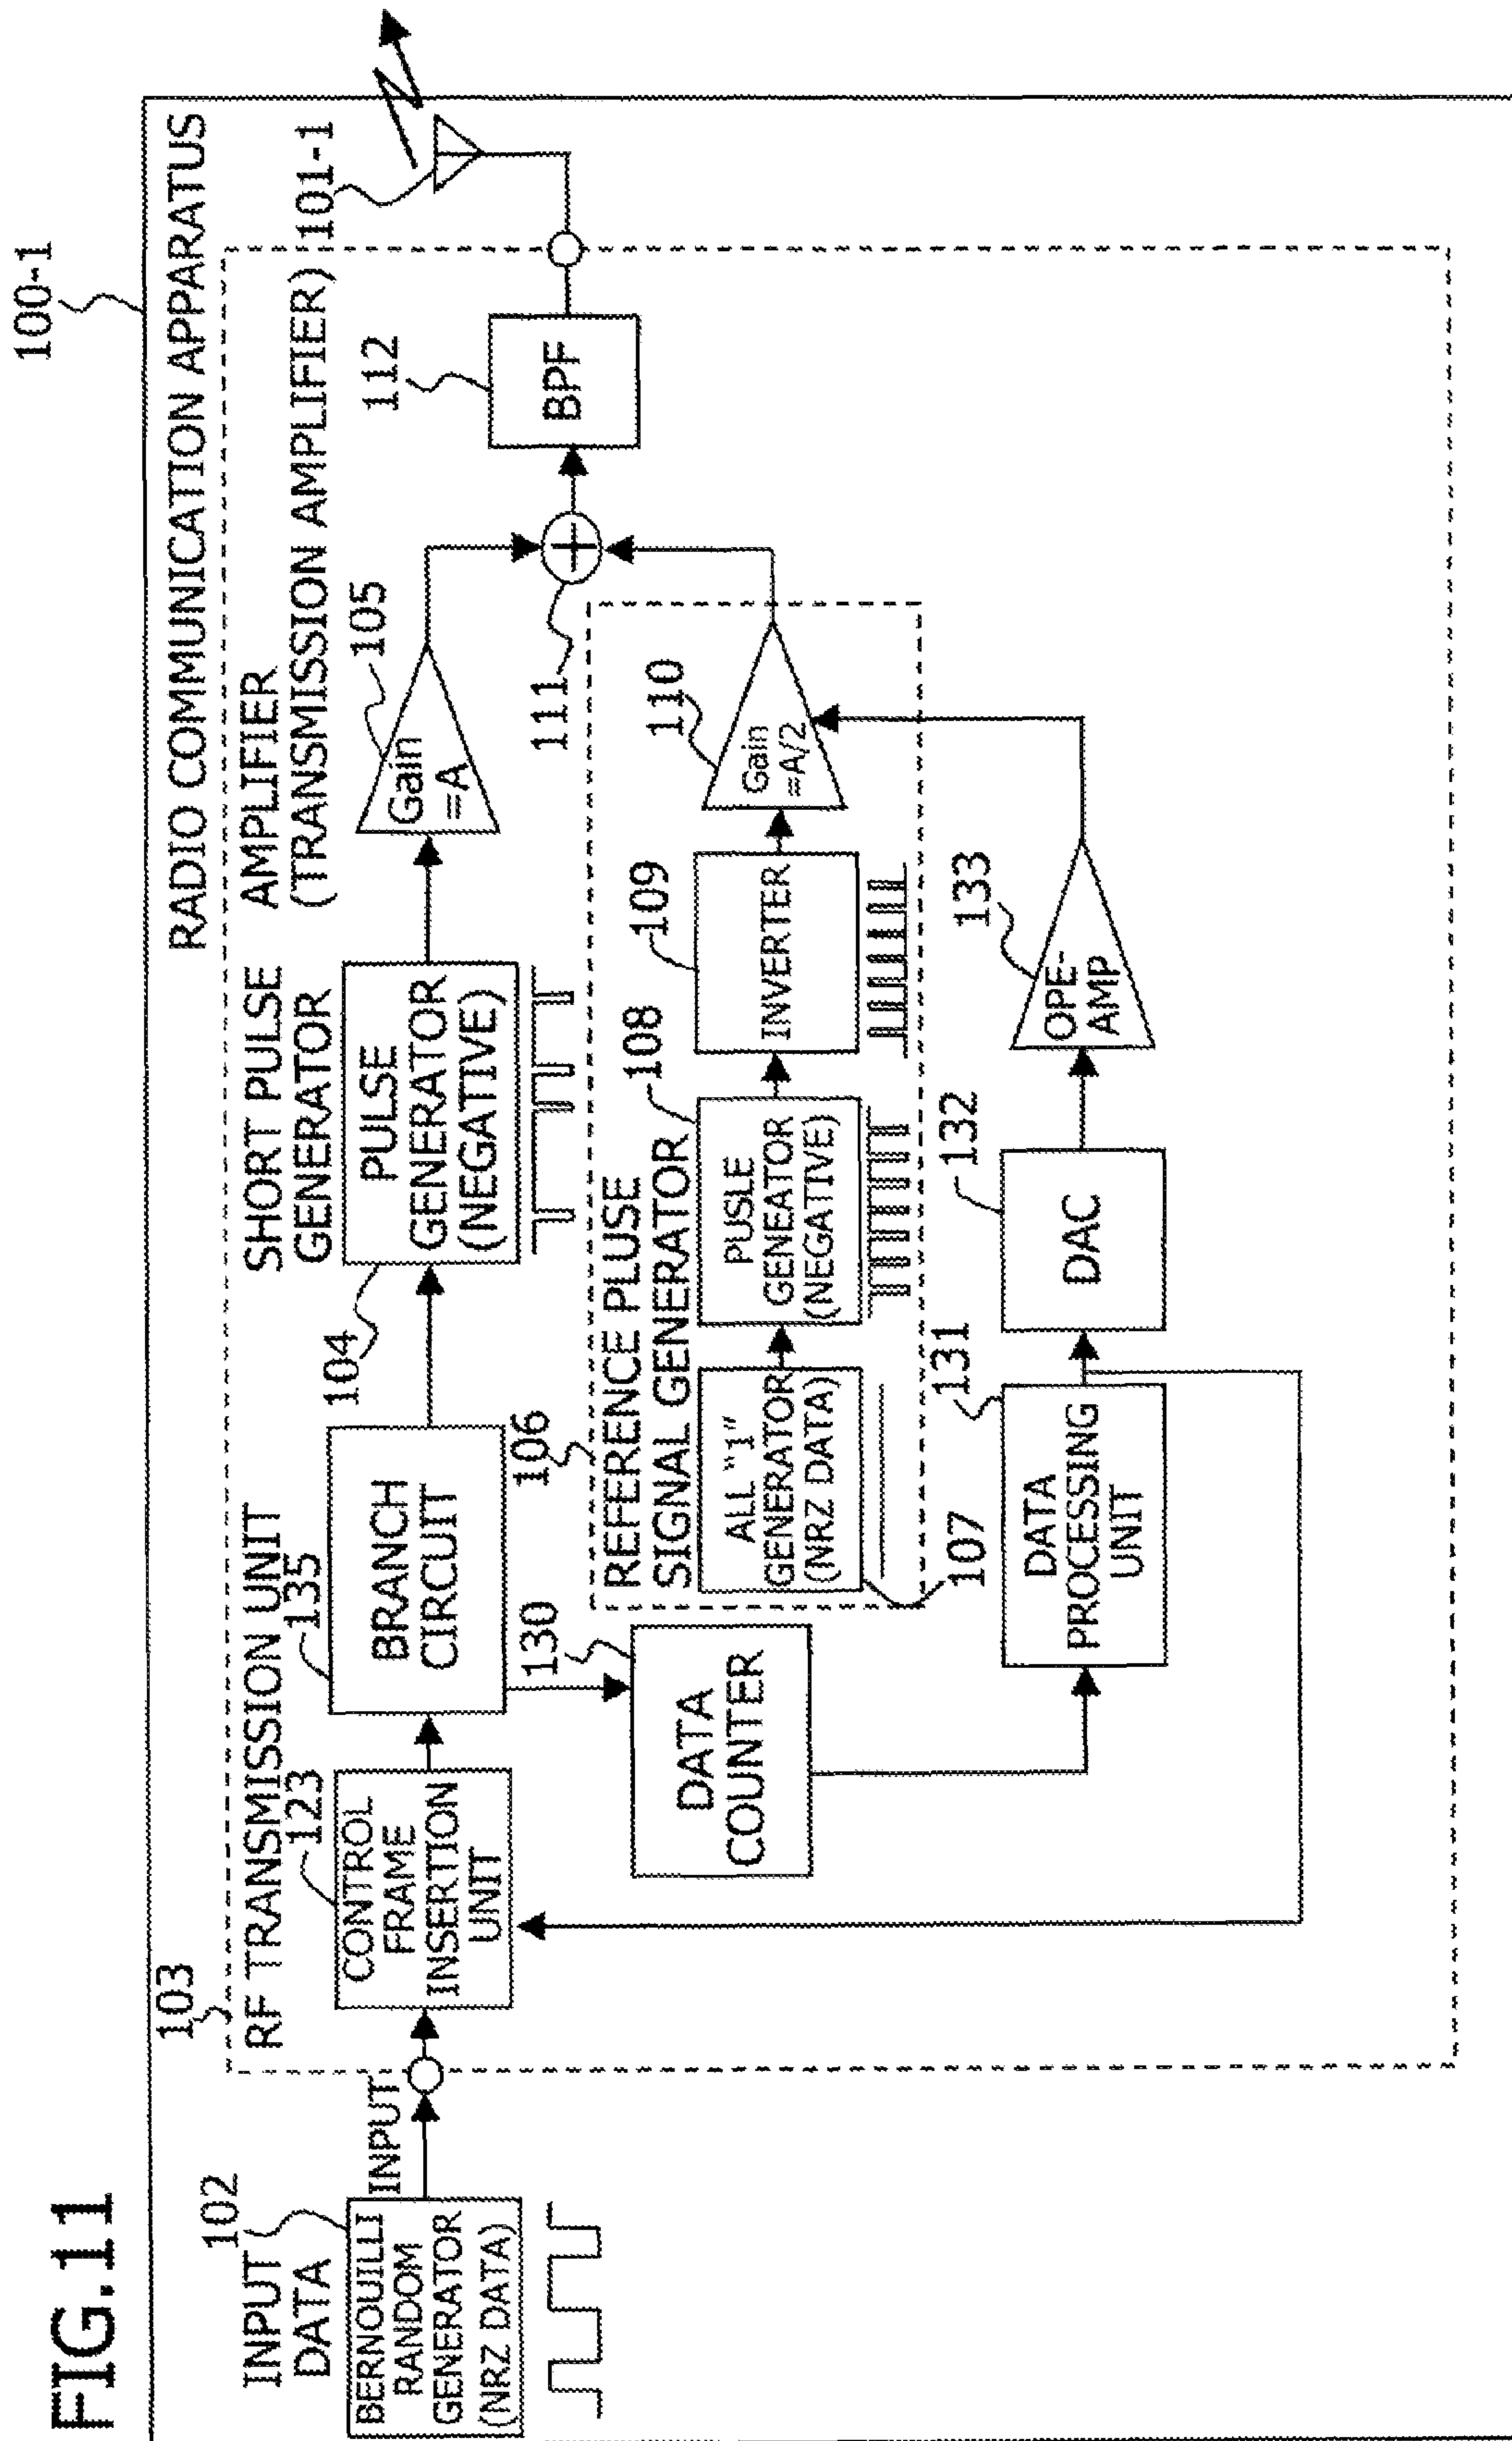 FIG.11
100-1
RADIO COMMUNICATION APPARATUS
103
RF TRANSMISSION UNIT
INPUT
DATA
102
BERNOUILLI
RANDOM
GENERATOR
(NRZ DATA)
INPUT
123
CONTROL
FRAME
INSERTION
UNIT
135
BRANCH
CIRCUIT
SHORT PULSE
GENERATOR
104
PULSE
GENERATOR
(NEGATIVE)
AMPLIFIER
(TRANSMISSION AMPLIFIER)
105
Gain
=A
111
112
BPF
101-1
106
REFERENCE PLUSE
SIGNAL GENERATOR
107
ALL "1"
GENERATOR
(NRZ DATA)
108
PUSLE
GENEATOR
(NEGATIVE)
109
INVERTER
110
Gain
=A/2
130
DATA
COUNTER
131
DATA
PROCESSING
UNIT
132
DAC
133
OPE-
AMP